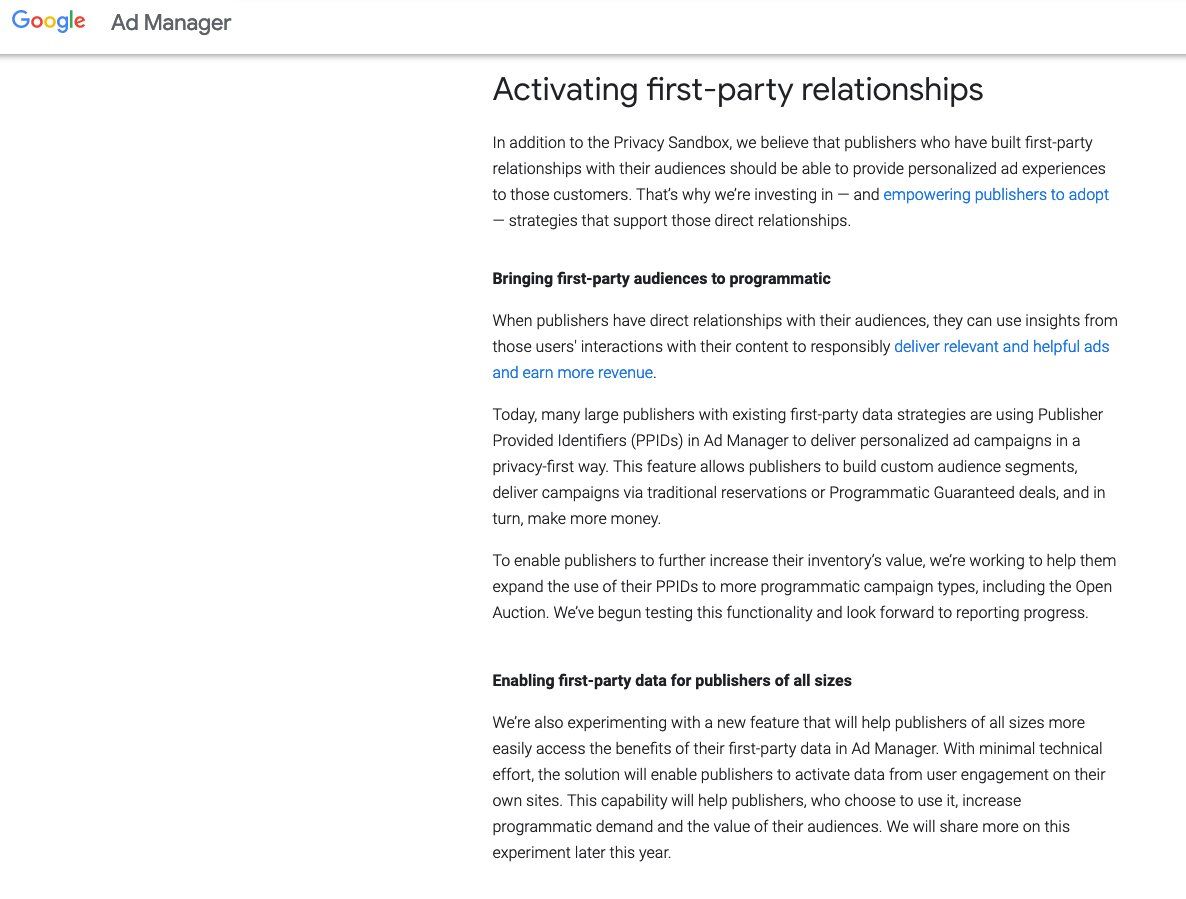 Google Ad Manager
Activating first-party relationships
In addition to the Privacy Sandbox, we believe that publishers who have built first-party
relationships with their audiences should be able to provide personalized ad experiences
to those customers. That’s why we’re investing in — and empowering publishers to adopt
— strategies that support those direct relationships.
Bringing first-party audiences to programmatic
When publishers have direct relationships with their audiences, they can use insights from
those users' interactions with their content to responsibly deliver relevant and helpful ads
and earn more revenue.
Today, many large publishers with existing first-party data strategies are using Publisher
Provided Identifiers (PPIDs) in Ad Manager to deliver personalized ad campaigns in a
privacy-first way. This feature allows publishers to build custom audience segments,
deliver campaigns via traditional reservations or Programmatic Guaranteed deals, and in
turn, make more money.
To enable publishers to further increase their inventory’s value, we’re working to help them
expand the use of their PPIDs to more programmatic campaign types, including the Open
Auction. We’ve begun testing this functionality and look forward to reporting progress.
Enabling first-party data for publishers of all sizes
We’re also experimenting with a new feature that will help publishers of all sizes more
easily access the benefits of their first-party data in Ad Manager. With minimal technical
effort, the solution will enable publishers to activate data from user engagement on their
own sites. This capability will help publishers, who choose to use it, increase
programmatic demand and the value of their audiences. We will share more on this
experiment later this year.